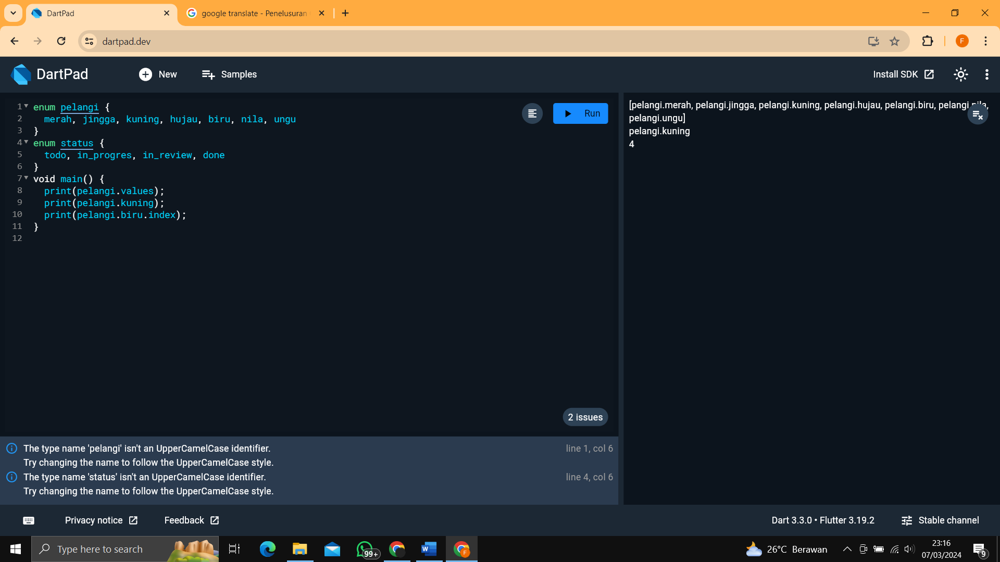 DartPad
google translate - Penelusuran
dartpad.dev
F
DartPad
New
Samples
Install SDK
1 enum pelangi {
2 merah, jingga, kuning, hujau, biru, nila, ungu
3 }
4 enum status {
5 todo, in_progres, in_review, done
6 }
7 void main() {
8 print(pelangi.values);
9 print(pelangi.kuning);
10 print(pelangi.biru.index);
11 }
12
Run
[pelangi.merah, pelangi.jingga, pelangi.kuning, pelangi.hujau, pelangi.biru, pelangi.nila,
pelangi.ungu]
pelangi.kuning
4
2 issues
The type name 'pelangi' isn't an UpperCamelCase identifier. line 1, col 6
Try changing the name to follow the UpperCamelCase style.
The type name 'status' isn't an UpperCamelCase identifier. line 4, col 6
Try changing the name to follow the UpperCamelCase style.
Privacy notice
Feedback
Dart 3.3.0 • Flutter 3.19.2
Stable channel
Type here to search
99+
W
F
26°C Berawan
23:16
07/03/2024
9